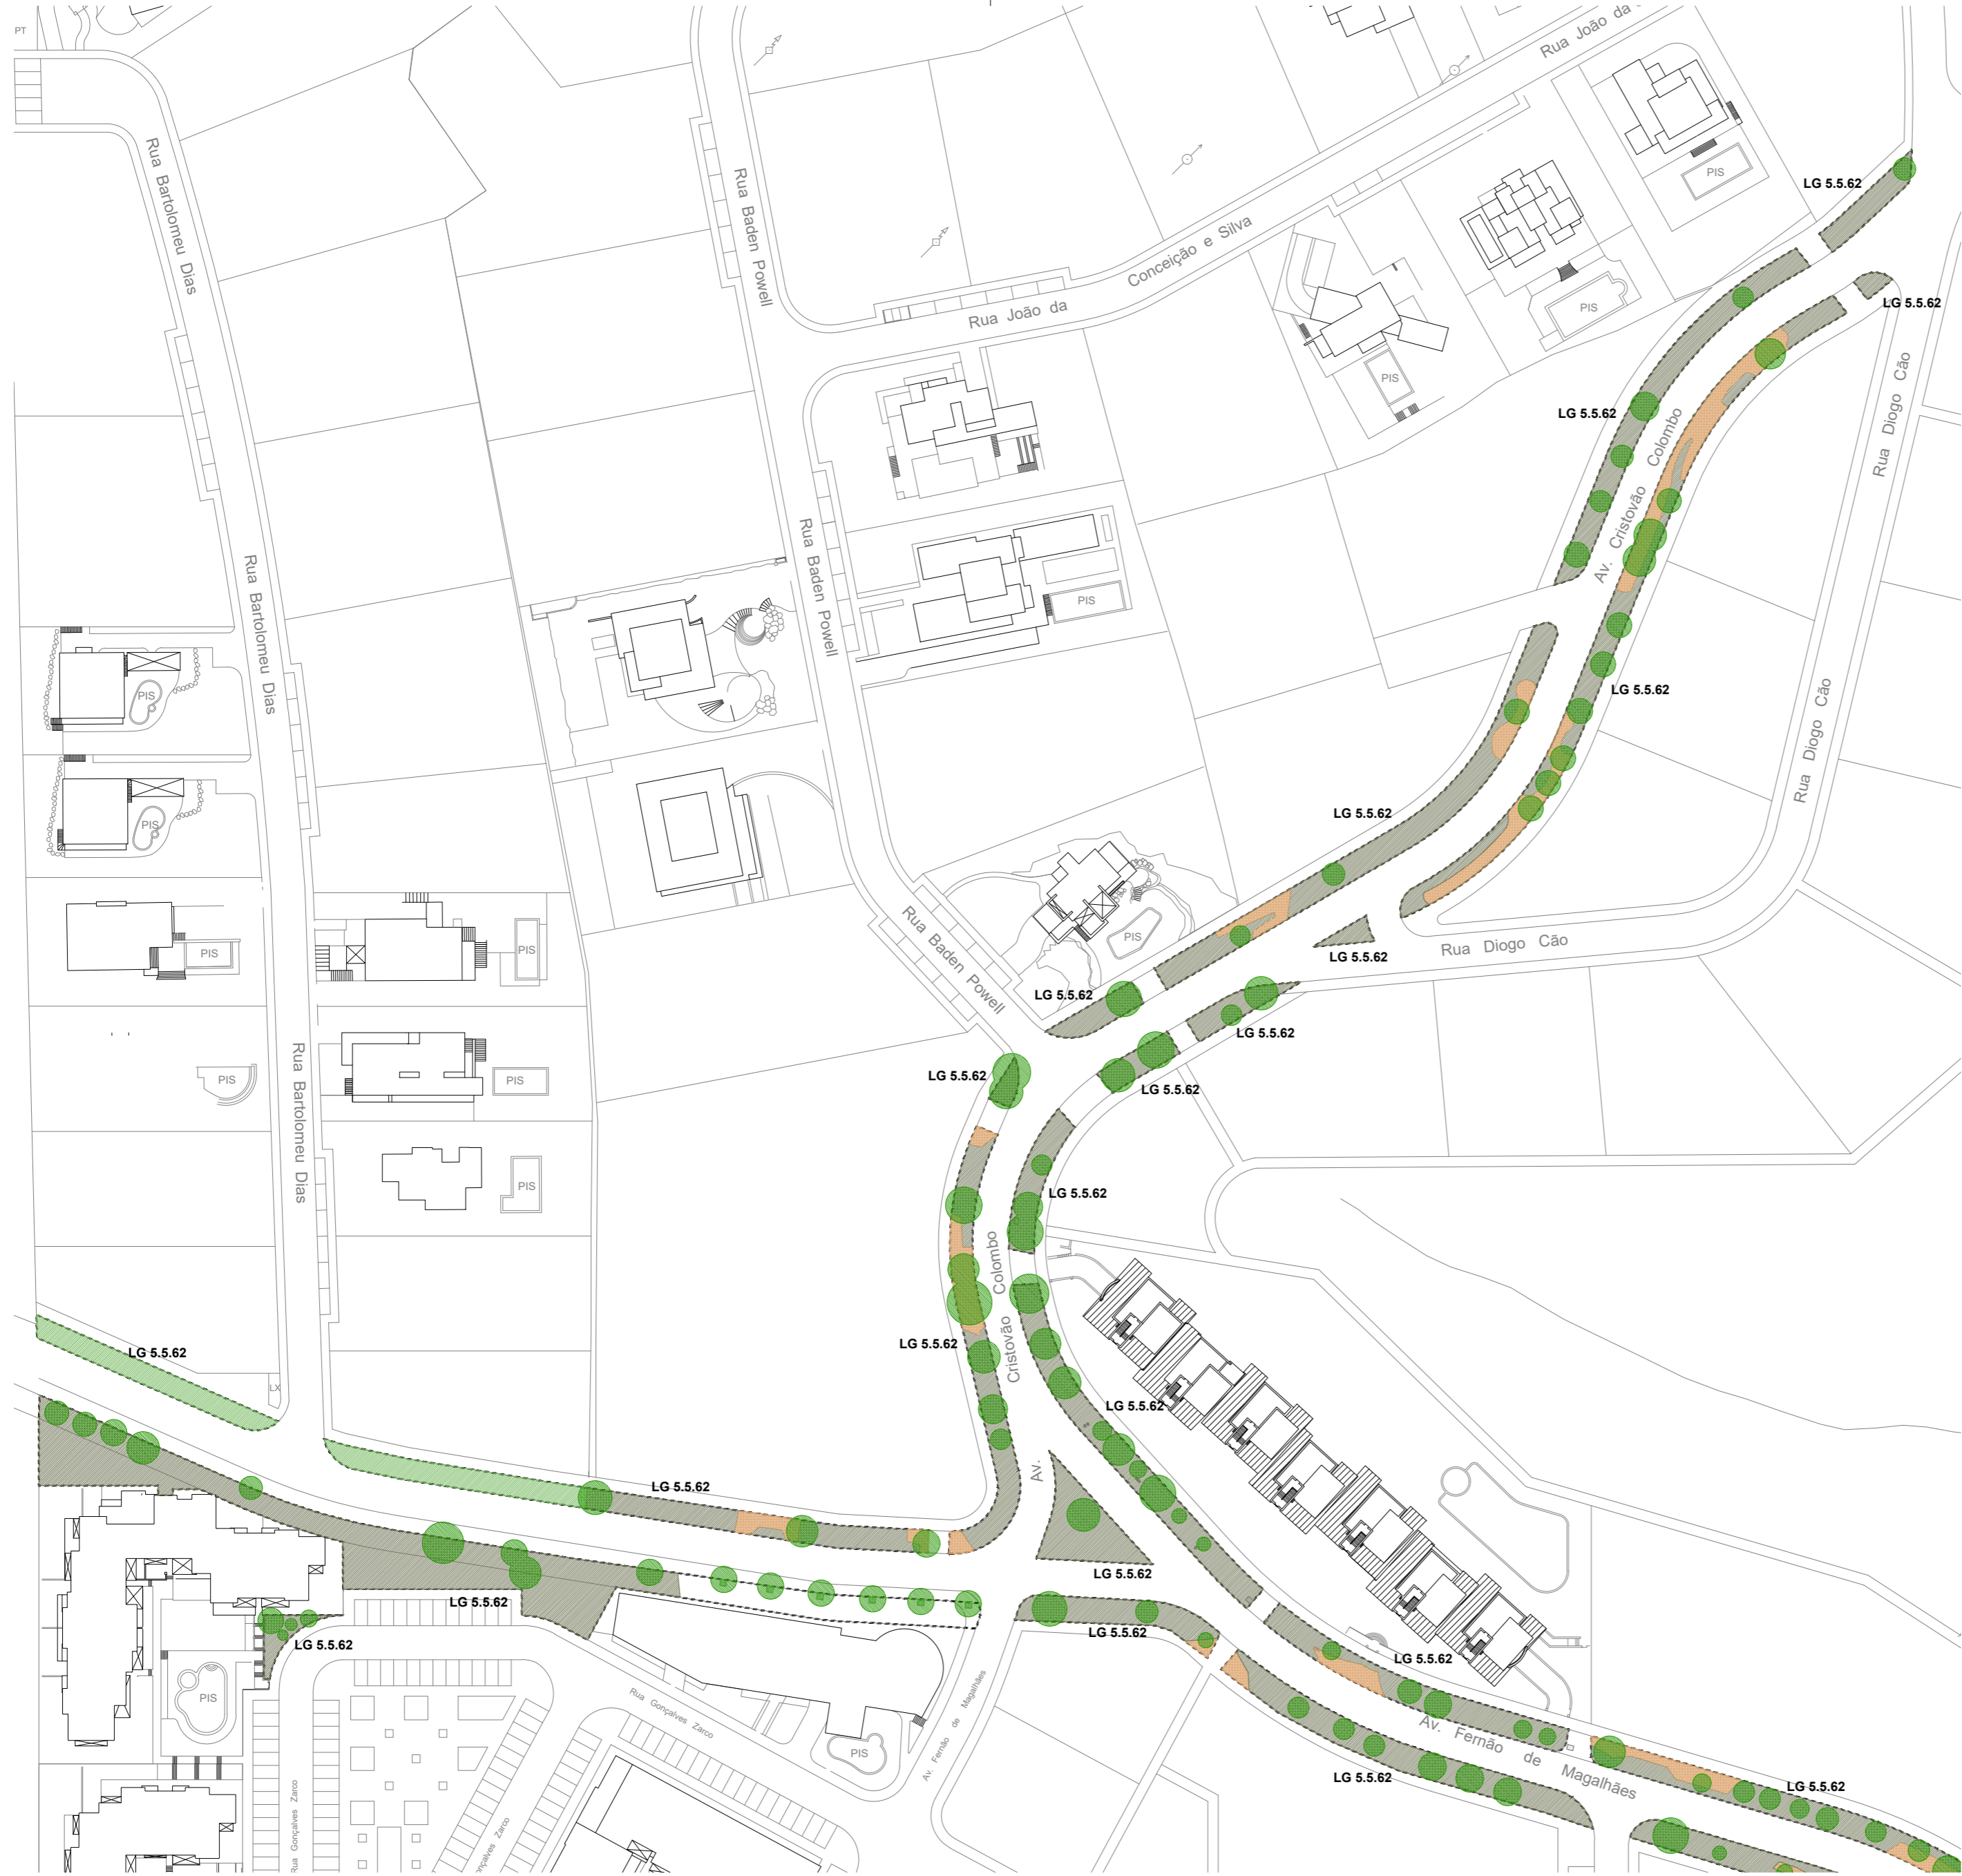 PT
Rua João da
LG 5.5.62
PIS
Rua Bartolomeu Dias
Rua Baden Powell
Conceição e Silva
Rua João da
PIS
PIS
LG 5.5.62
PIS
LG 5.5.62
Av. Cristovão Colombo
Rua Diogo Cão
Rua Bartolomeu Dias
Rua Baden Powell
PIS
PIS
LG 5.5.62
Rua Diogo Cão
PIS
LG 5.5.62
Rua Baden Powell
PIS
PIS
PIS
Rua Diogo Cão
LG 5.5.62
LG 5.5.62
LG 5.5.62
Rua Bartolomeu Dias
PIS
PIS
LG 5.5.62
LG 5.5.62
PIS
LG 5.5.62
Av. Cristovão Colombo
LG 5.5.62
LG 5.5.62
LX
LG 5.5.62
LG 5.5.62
LG 5.5.62
LG 5.5.62
LG 5.5.62
LG 5.5.62
LG 5.5.62
PIS
Rua Gonçalves Zarco
Av. Fernão de Magalhães
PIS
Av. Fernão de Magalhães
LG 5.5.62
LG 5.5.62
Rua Gonçalves Zarco
onçalves Zarco